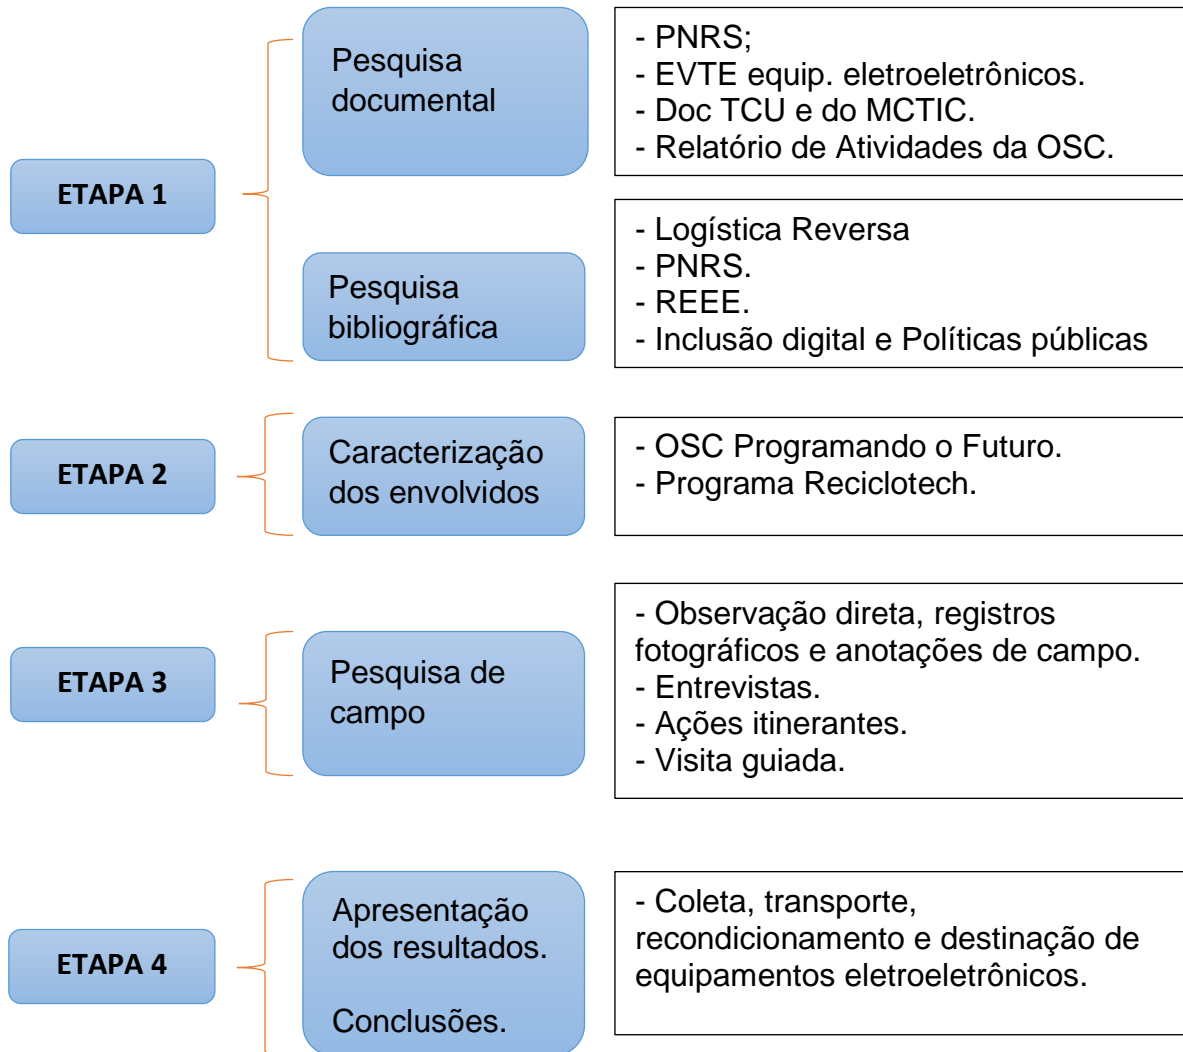 ETAPA 1
Pesquisa
documental
- PNRS;
- EVTE equip. eletroeletrônicos.
- Doc TCU e do MCTIC.
- Relatório de Atividades da OSC.
Pesquisa
bibliográfica
- Logística Reversa
- PNRS.
- REEE.
- Inclusão digital e Políticas públicas
ETAPA 2
Caracterização
dos envolvidos
- OSC Programando o Futuro.
- Programa Reciclotech.
ETAPA 3
Pesquisa de
campo
- Observação direta, registros
fotográficos e anotações de campo.
- Entrevistas.
- Ações itinerantes.
- Visita guiada.
ETAPA 4
Apresentação
dos resultados.
Conclusões.
- Coleta, transporte,
recondicionamento e destinação de
equipamentos eletroeletrônicos.